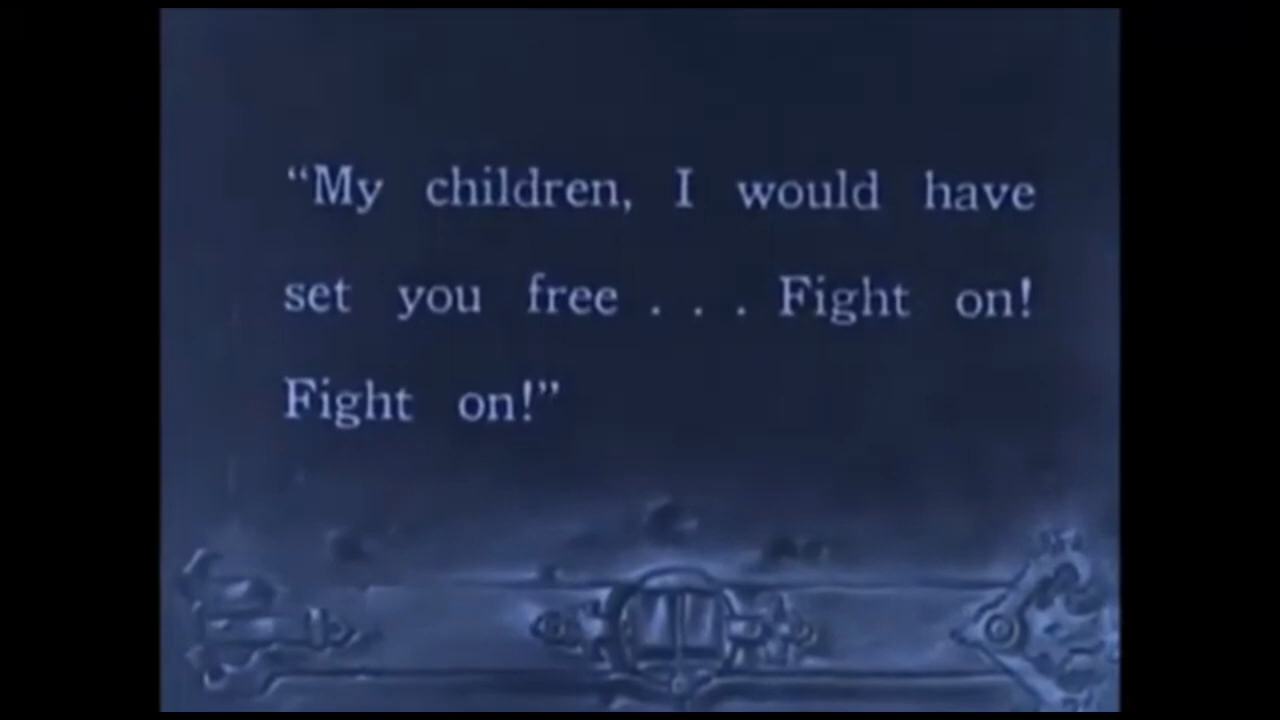 “My children, I would have
set you free . . . Fight on!
Fight on!”